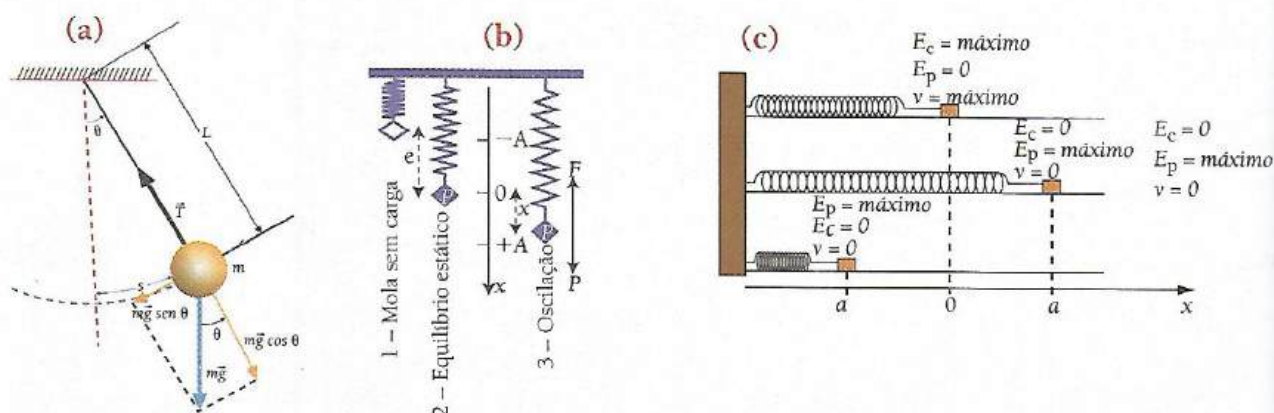 (a)
θ
L
T
m
s
mg sen θ
θ
mg cos θ
mg
(b)
e
P
1 – Mola sem carga
2 – Equilíbrio estático
–A
0
x
+A
x
P
3 – Oscilação
F
P
(c)
E_c = máximo
E_p = 0
v = máximo
E_c = 0
E_p = máximo
v = 0
E_c = 0
E_p = máximo
v = 0
E_p = máximo
E_c = 0
v = 0
a
0
a
x